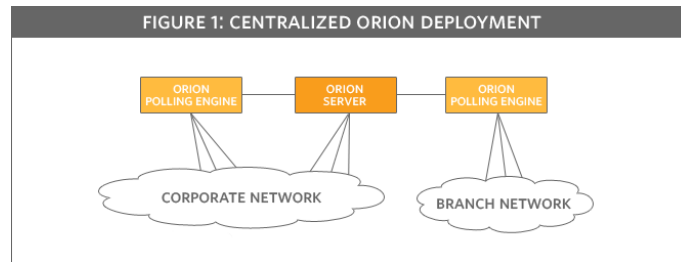 FIGURE 1: CENTRALIZED ORION DEPLOYMENT
ORION
POLLING ENGINE
ORION
SERVER
ORION
POLLING ENGINE
CORPORATE NETWORK
BRANCH NETWORK